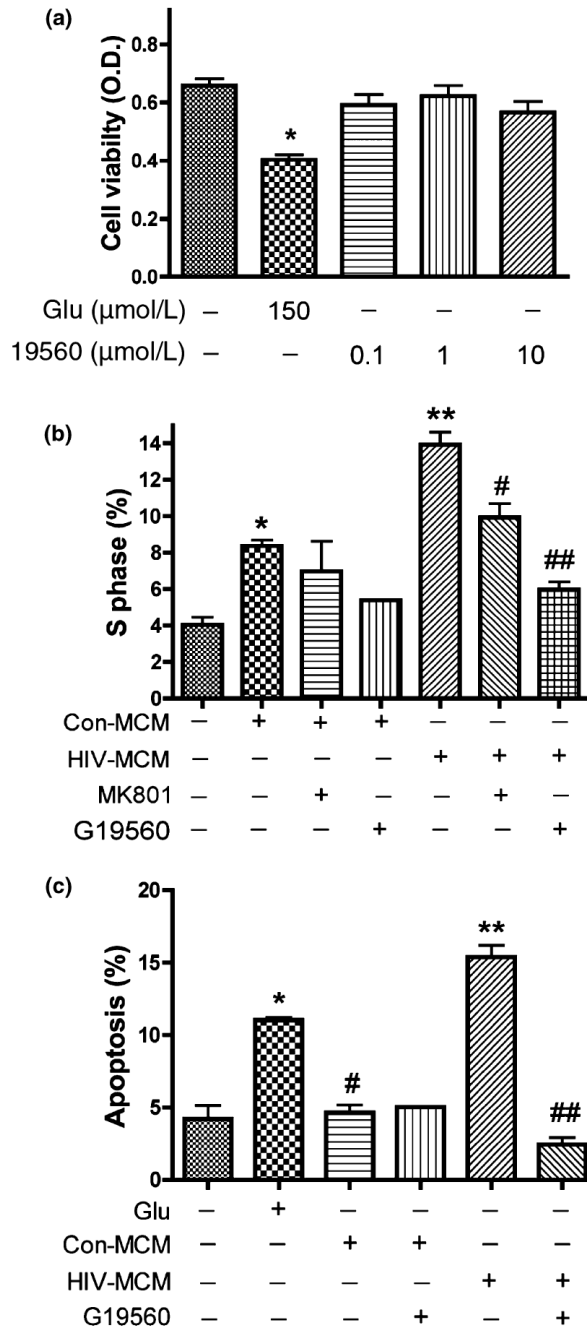 (a)
Cell viability (O.D.)
0.8
0.6
0.4
0.2
0.0
*
Glu (µmol/L) – 150 – – –
19560 (µmol/L) – – 0.1 1 10
(b)
S phase (%)
14
12
10
8
6
4
2
0
* ** # ##
Con-MCM – + + + – – –
HIV-MCM – – – – + + +
MK801 – – + – – + –
G19560 – – – + – – +
(c)
Apoptosis (%)
20
15
10
5
0
* # ** ##
Glu – + – – – –
Con-MCM – – + + – –
HIV-MCM – – – – + +
G19560 – – – + – +